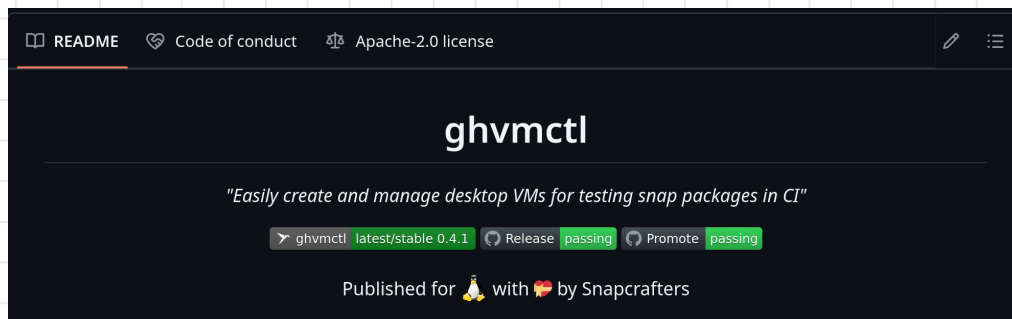 README Code of conduct Apache-2.0 license
ghvmctl
"Easily create and manage desktop VMs for testing snap packages in CI"
ghvmctl latest/stable 0.4.1 Release passing Promote passing
Published for 🐧 with 💝 by Snapcrafters